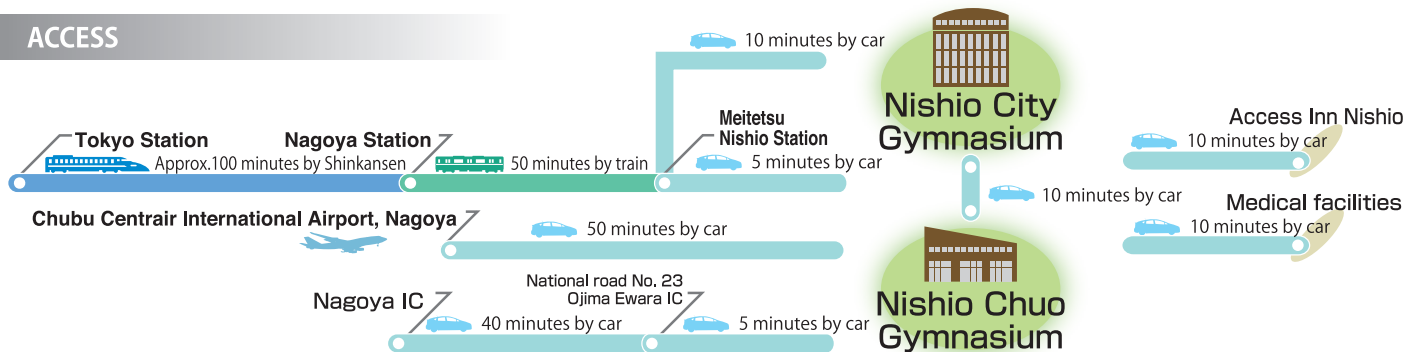 ACCESS
10 minutes by car
Nishio City
Gymnasium
Tokyo Station
Approx.100 minutes by Shinkansen
Nagoya Station
50 minutes by train
Meitetsu
Nishio Station
5 minutes by car
Access Inn Nishio
10 minutes by car
10 minutes by car
Medical facilities
10 minutes by car
Chubu Centrair International Airport, Nagoya
50 minutes by car
Nagoya IC
40 minutes by car
National road No. 23
Ojima Ewara IC
5 minutes by car
Nishio Chuo
Gymnasium